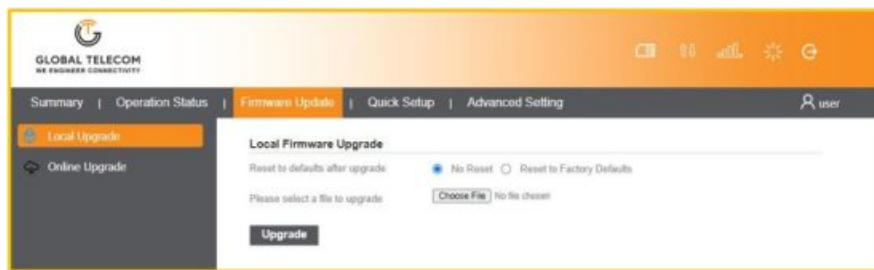 GLOBAL TELECOM
WE ENGINEER CONNECTIVITY
Summary | Operation Status | Firmware Update | Quick Setup | Advanced Setting user
Local Upgrade
Online Upgrade
Local Firmware Upgrade
Reset to defaults after upgrade No Reset Reset to Factory Defaults
Please select a file to upgrade Choose File No file chosen
Upgrade